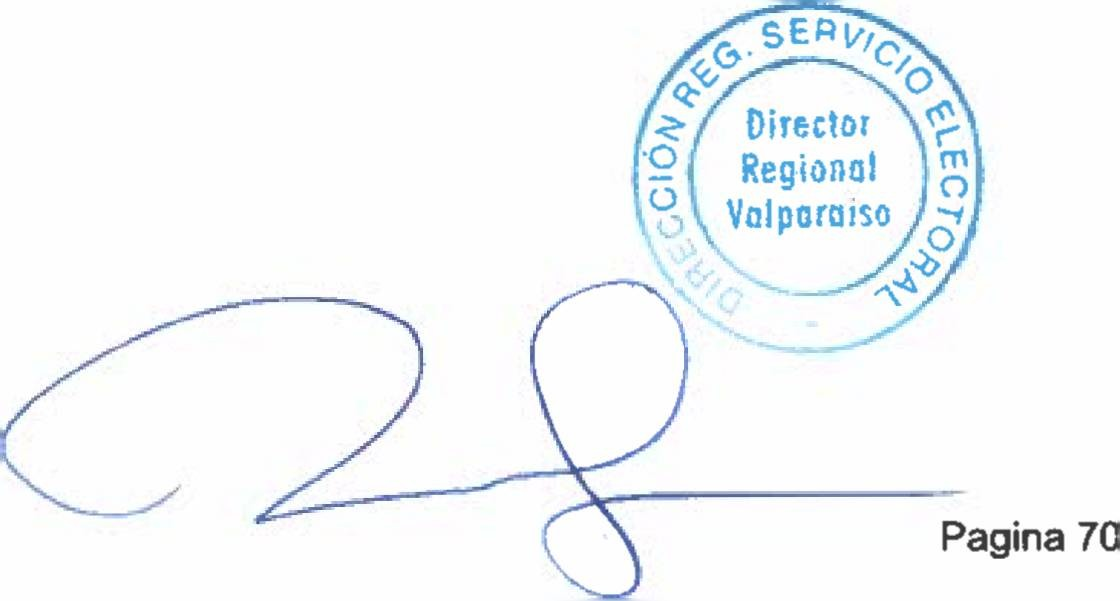 DIRECCIÓN REG. SERVICIO ELECTORAL
Director
Regional
Valparaiso
Pagina 70